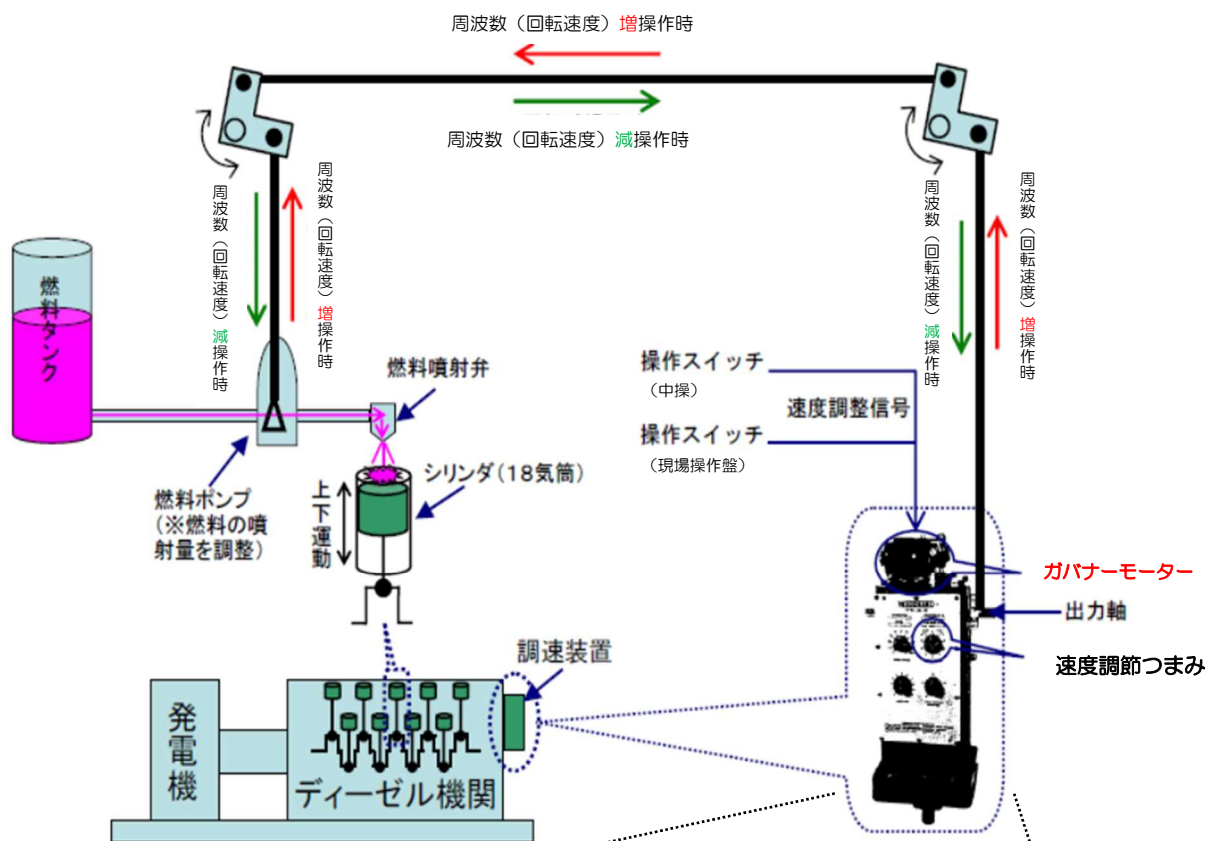 周波数（回転速度）増操作時
周波数（回転速度）減操作時
周波数（回転速度）減操作時
周波数（回転速度）増操作時
周波数（回転速度）減操作時
周波数（回転速度）増操作時
燃料タンク
燃料噴射弁
操作スイッチ
（中操）
速度調整信号
操作スイッチ
（現場操作盤）
燃料ポンプ
（※燃料の噴
射量を調整）
上下運動
シリンダ（18気筒）
ガバナーモーター
出力軸
速度調節つまみ
調速装置
発電機
ディーゼル機関